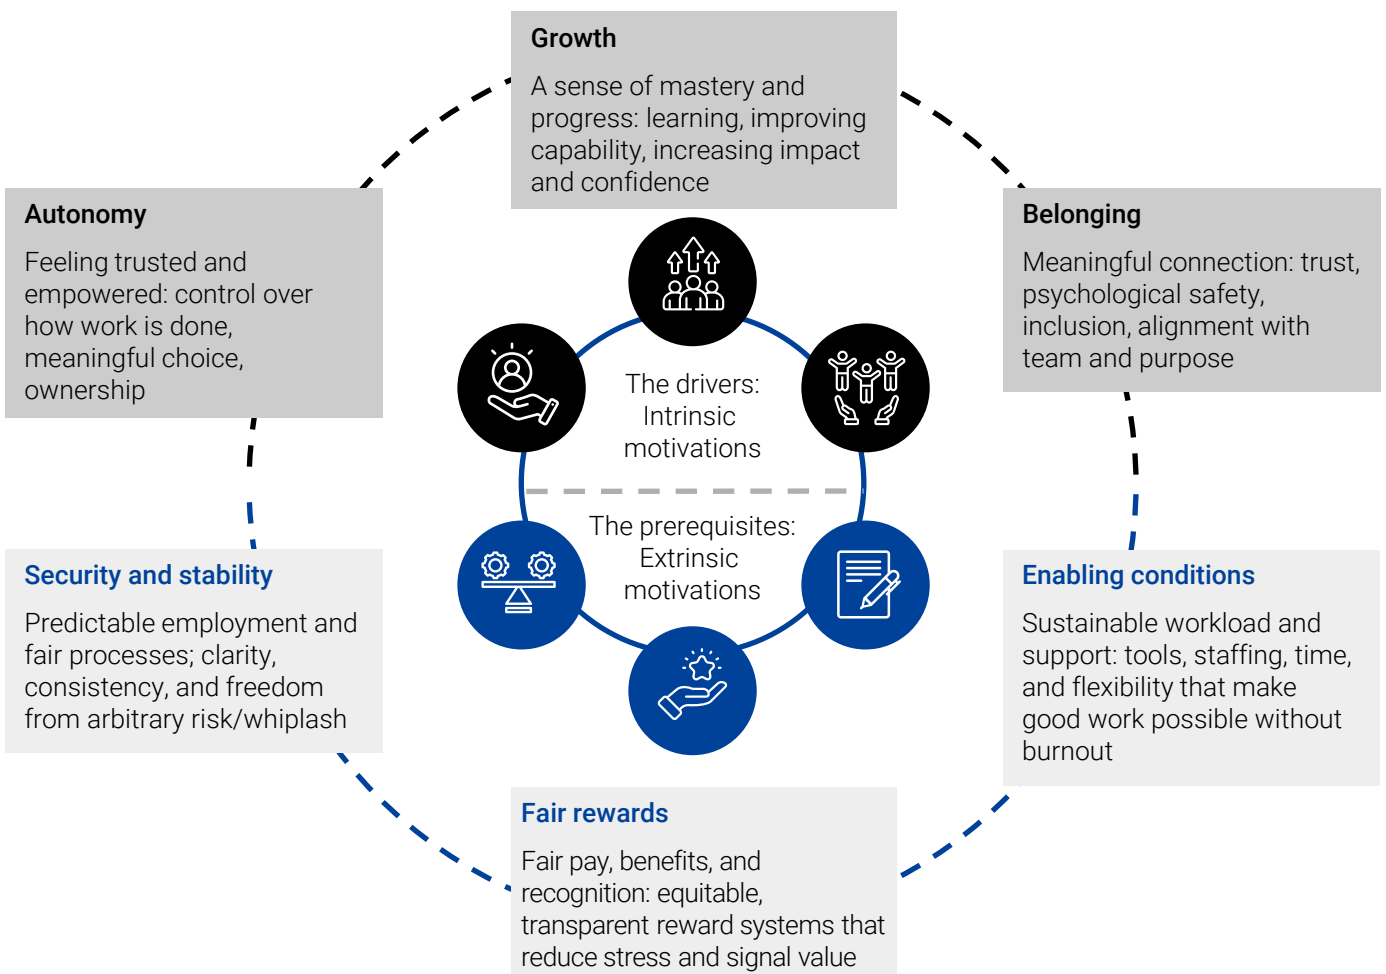 Growth
A sense of mastery and
progress: learning, improving
capability, increasing impact
and confidence
Autonomy
Feeling trusted and
empowered: control over
how work is done,
meaningful choice,
ownership
Belonging
Meaningful connection: trust,
psychological safety,
inclusion, alignment with
team and purpose
The drivers:
Intrinsic
motivations
The prerequisites:
Extrinsic
motivations
Security and stability
Predictable employment and
fair processes; clarity,
consistency, and freedom
from arbitrary risk/whiplash
Enabling conditions
Sustainable workload and
support: tools, staffing, time,
and flexibility that make
good work possible without
burnout
Fair rewards
Fair pay, benefits, and
recognition: equitable,
transparent reward systems that
reduce stress and signal value